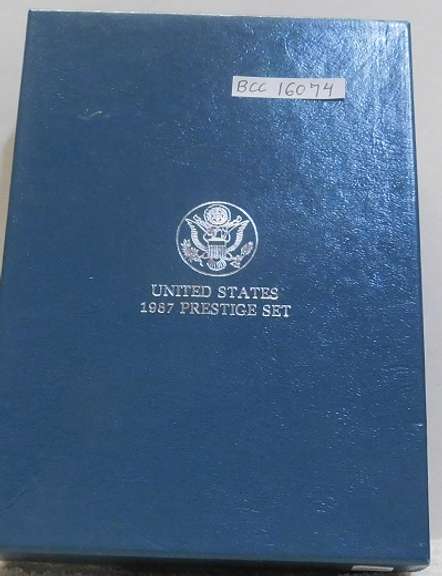 BCC 16074
UNITED STATES
1987 PRESTIGE SET